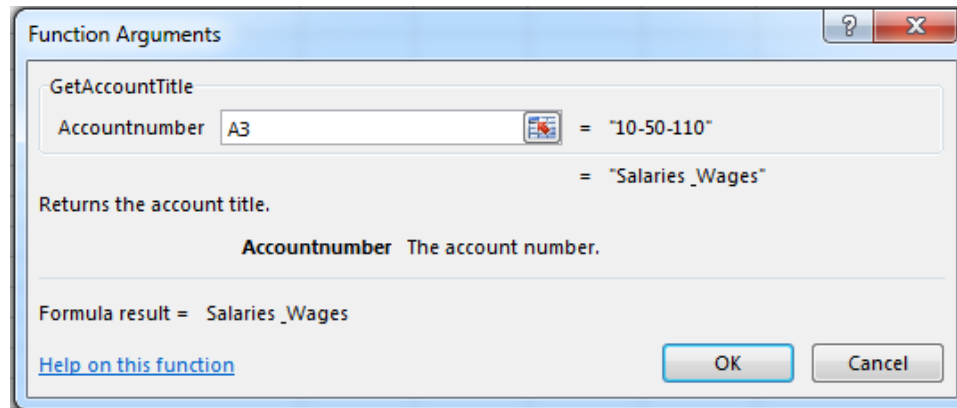 Function Arguments
GetAccountTitle
Accountnumber A3 = "10-50-110"
= "Salaries _Wages"
Returns the account title.
Accountnumber The account number.
Formula result = Salaries _Wages
Help on this function OK Cancel